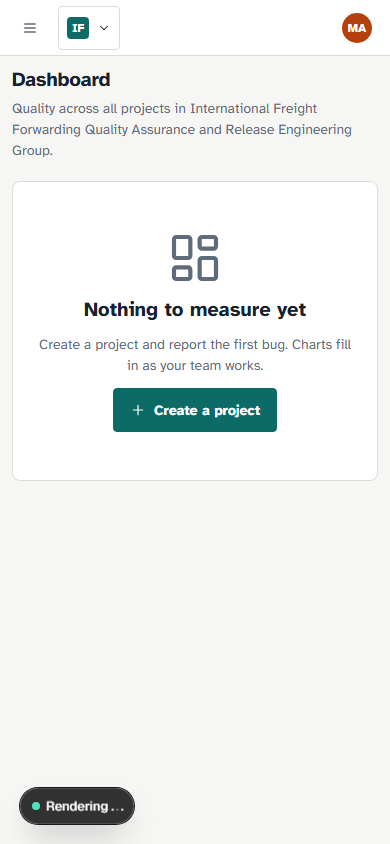 IF
MA
Dashboard
Quality across all projects in International Freight
Forwarding Quality Assurance and Release Engineering
Group.
Nothing to measure yet
Create a project and report the first bug. Charts fill
in as your team works.
+ Create a project
Rendering ...